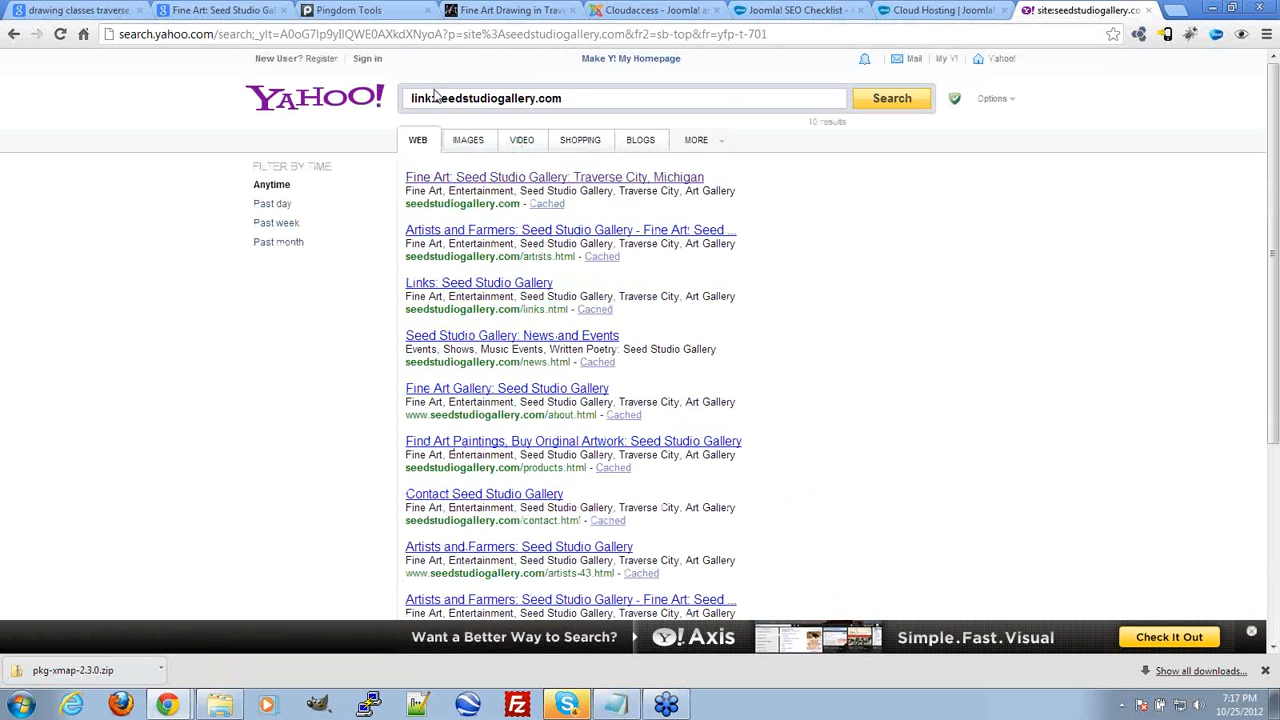 drawing classes traverse
Fine Art: Seed Studio Gal
Pingdom Tools
Fine Art Drawing in Trave
Cloudaccess - Joomla! as
Joomla! SEO Checklist -
Cloud Hosting | Joomla!
site:seedstudiogallery.co
search.yahoo.com/search;_ylt=A0oG7lp9yIlQWE0AXkdXNyoA?p=site%3Aseedstudiogallery.com&fr2=sb-top&fr=yfp-t-701
New User? Register Sign in Make Y! My Homepage Mail My Y! Yahoo!
YAHOO! link:seedstudiogallery.com Search Options
10 results
WEB IMAGES VIDEO SHOPPING BLOGS MORE
FILTER BY TIME
Anytime
Past day
Past week
Past month
Fine Art: Seed Studio Gallery: Traverse City, Michigan
Fine Art, Entertainment, Seed Studio Gallery, Traverse City, Art Gallery
seedstudiogallery.com - Cached
Artists and Farmers: Seed Studio Gallery - Fine Art: Seed ...
Fine Art, Entertainment, Seed Studio Gallery, Traverse City, Art Gallery
seedstudiogallery.com/artists.html - Cached
Links: Seed Studio Gallery
Fine Art, Entertainment, Seed Studio Gallery, Traverse City, Art Gallery
seedstudiogallery.com/links.html - Cached
Seed Studio Gallery: News and Events
Events, Shows, Music Events, Written Poetry: Seed Studio Gallery
seedstudiogallery.com/news.html - Cached
Fine Art Gallery: Seed Studio Gallery
Fine Art, Entertainment, Seed Studio Gallery, Traverse City, Art Gallery
www.seedstudiogallery.com/about.html - Cached
Find Art Paintings, Buy Original Artwork: Seed Studio Gallery
Fine Art, Entertainment, Seed Studio Gallery, Traverse City, Art Gallery
seedstudiogallery.com/products.html - Cached
Contact Seed Studio Gallery
Fine Art, Entertainment, Seed Studio Gallery, Traverse City, Art Gallery
seedstudiogallery.com/contact.html - Cached
Artists and Farmers: Seed Studio Gallery
Fine Art, Entertainment, Seed Studio Gallery, Traverse City, Art Gallery
www.seedstudiogallery.com/artists-43.html - Cached
Artists and Farmers: Seed Studio Gallery - Fine Art: Seed ...
Fine Art, Entertainment, Seed Studio Gallery, Traverse City, Art Gallery
Want a Better Way to Search? Y! Axis Simple.Fast.Visual Check It Out
pkg-xmap-2.3.0.zip Show all downloads...
7:17 PM
10/25/2012